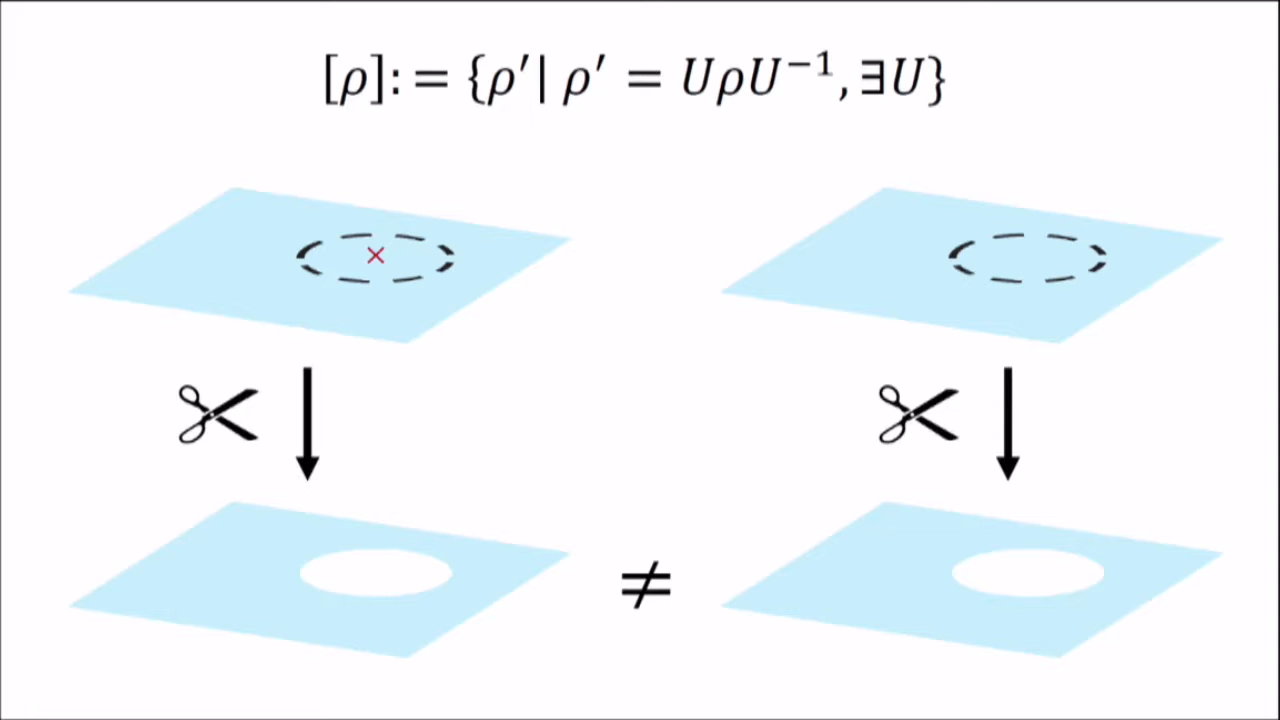 [ρ]: = {ρ′| ρ′ = UρU⁻¹, ∃U}
≠